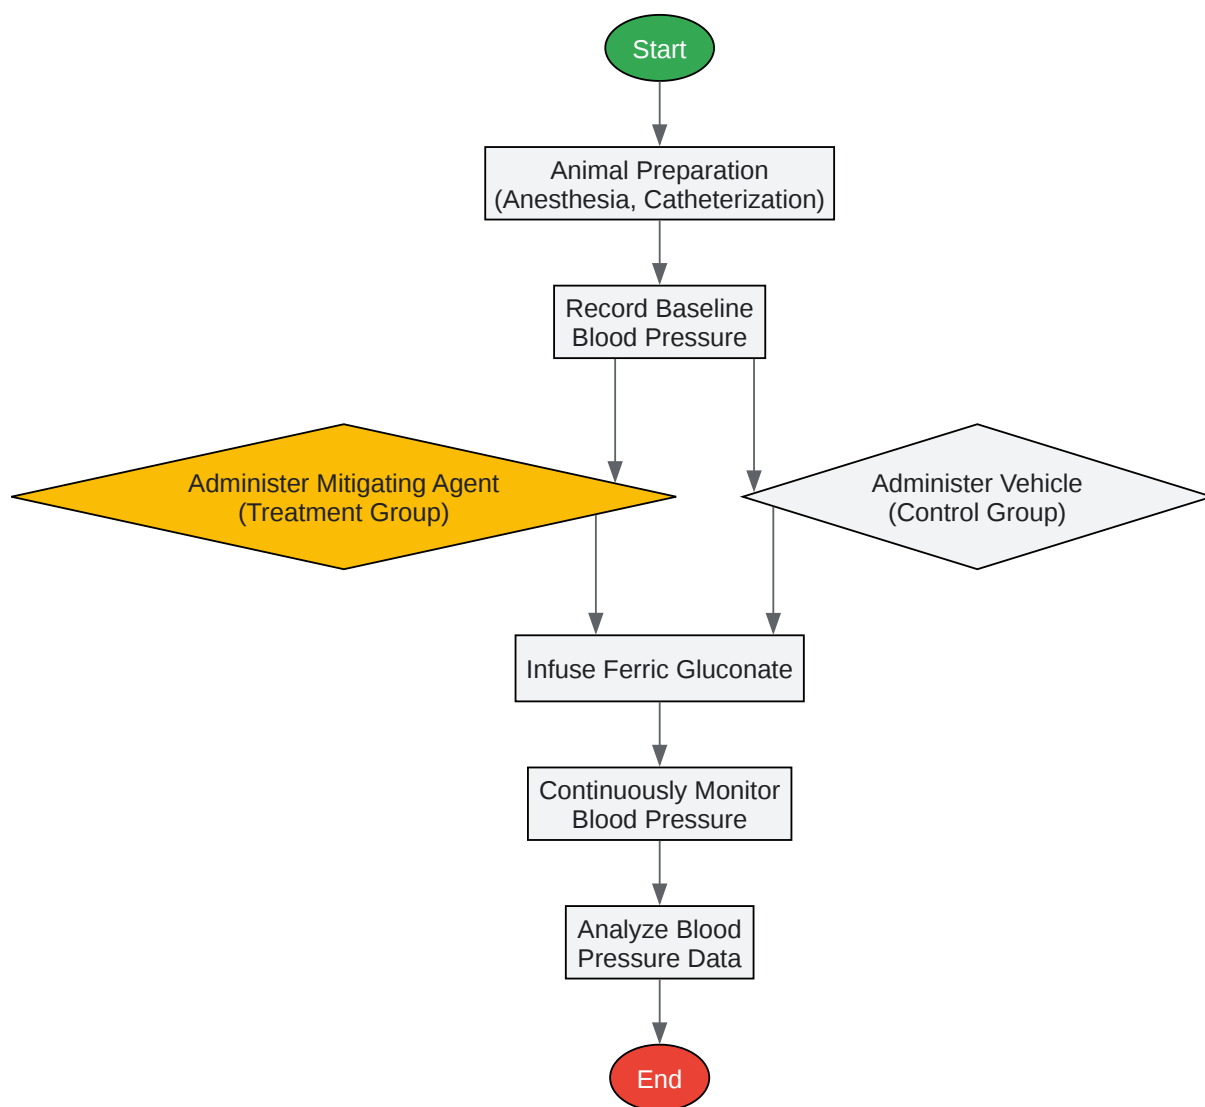 Start
Animal Preparation
(Anesthesia, Catheterization)
Record Baseline
Blood Pressure
Administer Mitigating Agent
(Treatment Group)
Administer Vehicle
(Control Group)
Infuse Ferric Gluconate
Continuously Monitor
Blood Pressure
Analyze Blood
Pressure Data
End